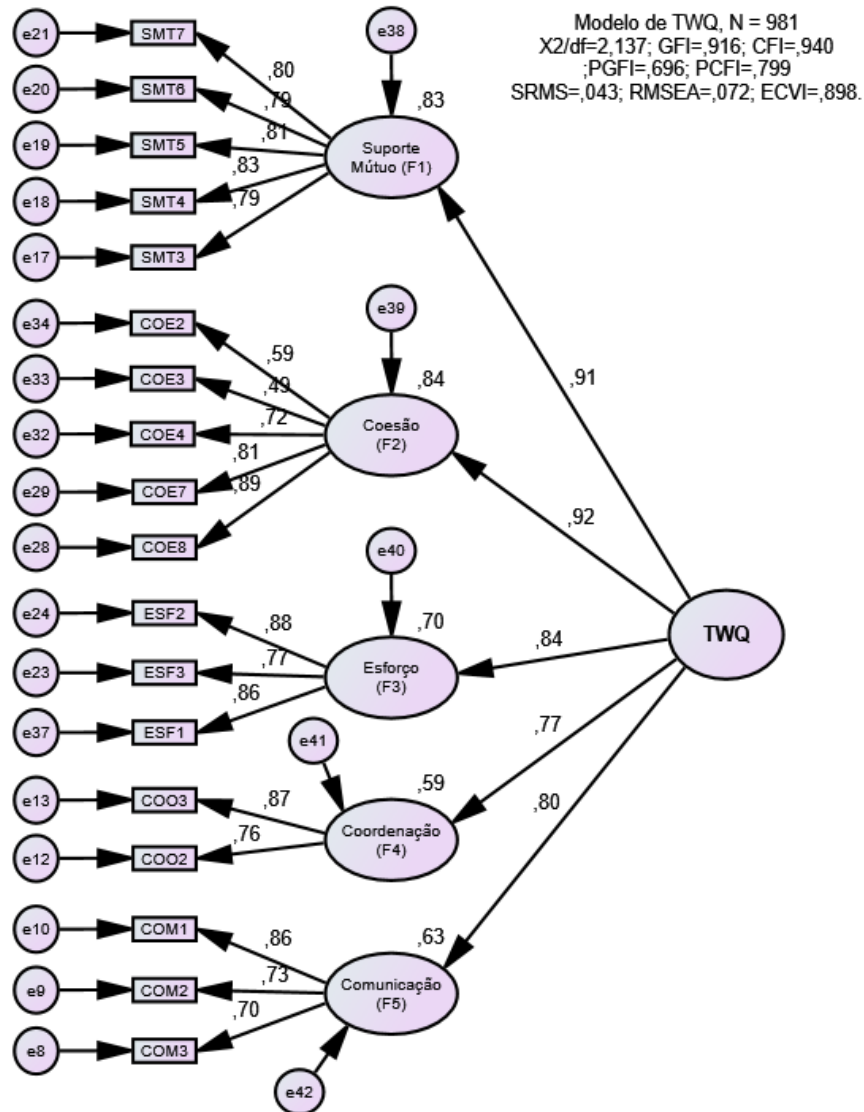 Modelo de TWQ, N = 981
X2/df=2,137; GFI=,916; CFI=,940
;PGFI=,696; PCFI=,799
SRMS=,043; RMSEA=,072; ECVI=,898.
e21
SMT7
,80
e20
SMT6
,79
e19
SMT5
,81
e18
SMT4
,83
e17
SMT3
,79
e38
,83
Suporte
Mútuo (F1)
,91
e34
COE2
,59
e33
COE3
,49
e32
COE4
,72
e29
COE7
,81
e28
COE8
,89
e39
,84
Coesão
(F2)
,92
e24
ESF2
,88
e23
ESF3
,77
e37
ESF1
,86
e40
,70
Esforço
(F3)
,84
TWQ
e13
COO3
,87
e12
COO2
,76
e41
,59
Coordenação
(F4)
,77
e10
COM1
,86
e9
COM2
,73
e8
COM3
,70
,63
Comunicação
(F5)
,80
e42